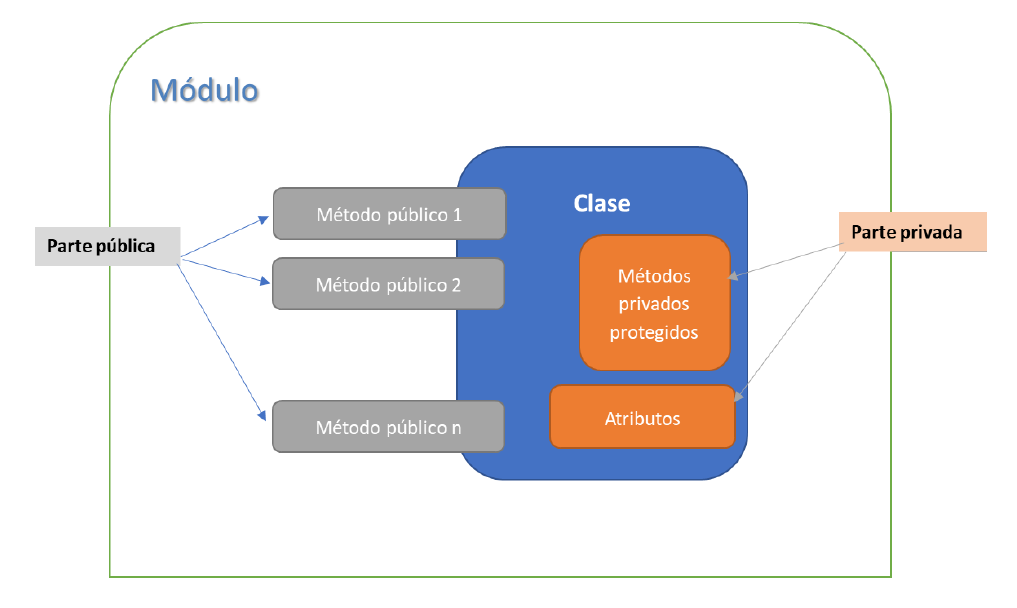 Módulo
Clase
Método público 1
Parte pública
Parte privada
Método público 2
Métodos
privados
protegidos
Método público n
Atributos